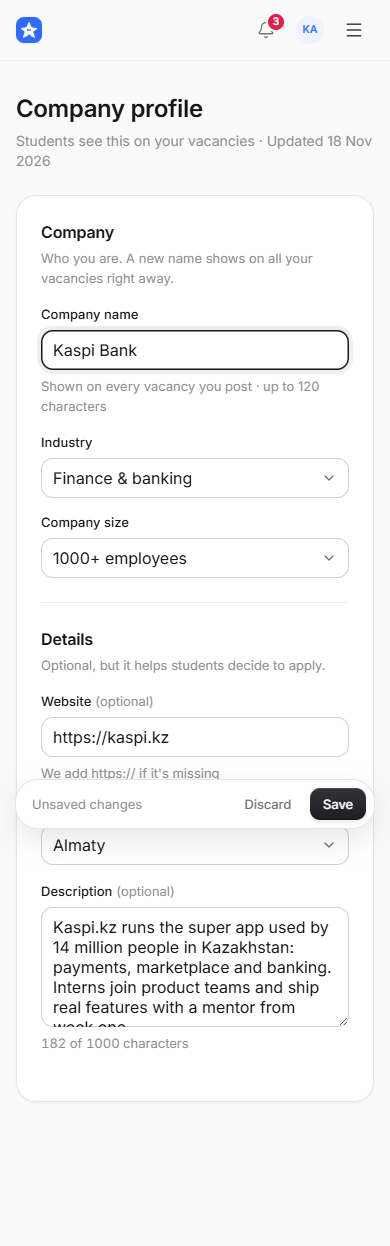 3
KA
Company profile
Students see this on your vacancies · Updated 18 Nov
2026
Company
Who you are. A new name shows on all your
vacancies right away.
Company name
Kaspi Bank
Shown on every vacancy you post · up to 120
characters
Industry
Finance & banking
Company size
1000+ employees
Details
Optional, but it helps students decide to apply.
Website (optional)
https://kaspi.kz
We add https:// if it's missing
Unsaved changes
Discard
Save
Almaty
Description (optional)
Kaspi.kz runs the super app used by
14 million people in Kazakhstan:
payments, marketplace and banking.
Interns join product teams and ship
real features with a mentor from
week one.
182 of 1000 characters